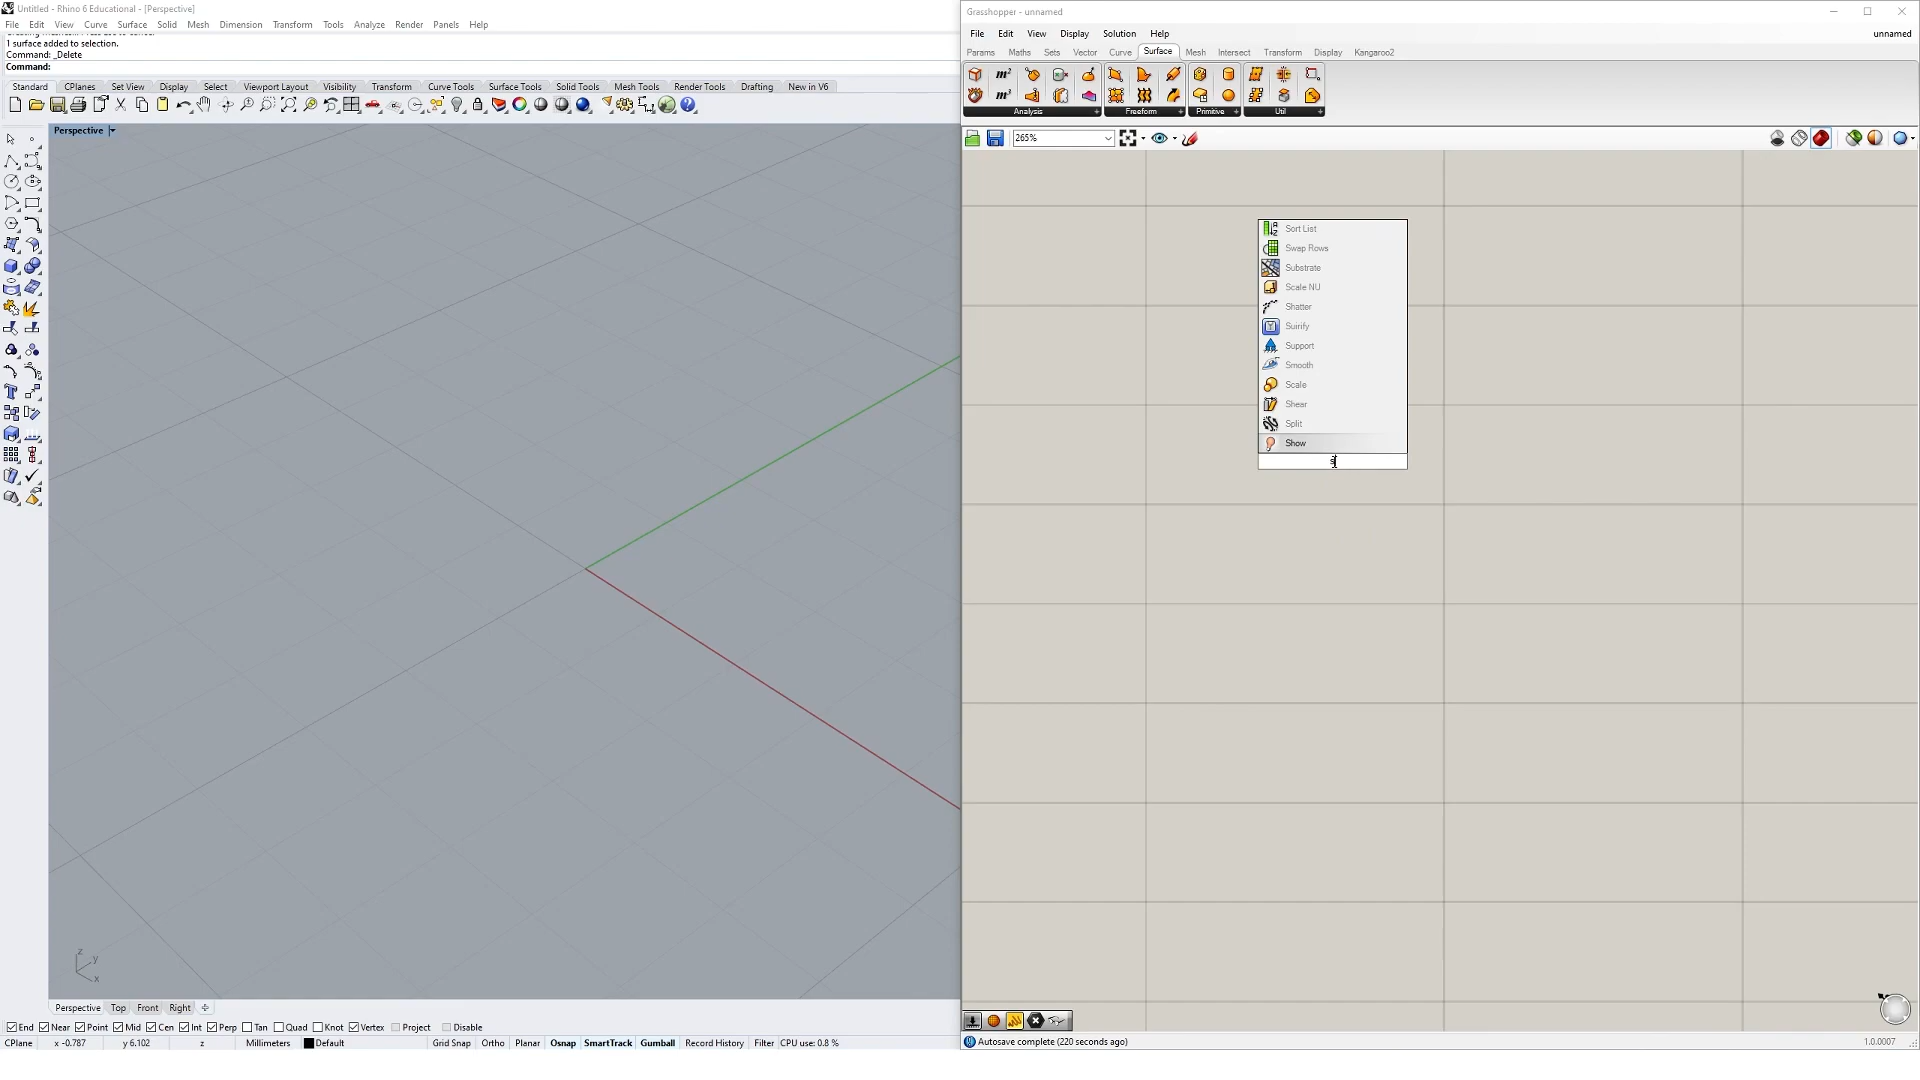 Untitled - Rhino 6 Educational - [Perspective]
File Edit View Curve Surface Solid Mesh Dimension Transform Tools Analyze Render Panels Help
1 surface added to selection.
Command: _Delete
Command:
Standard CPlanes Set View Display Select Viewport Layout Visibility Transform Curve Tools Surface Tools Solid Tools Mesh Tools Render Tools Drafting New in V6
Perspective
z
y
x
Perspective Top Front Right
End Near Point Mid Cen Int Perp Tan Quad Knot Vertex Project Disable
CPlane x -0.787 y 6.102 z Millimeters Default Grid Snap Ortho Planar Osnap SmartTrack Gumball Record History Filter CPU use: 0.8 %
Grasshopper - unnamed
File Edit View Display Solution Help unnamed
Params Maths Sets Vector Curve Surface Mesh Intersect Transform Display Kangaroo2
m²
m³
Analysis Freeform Primitive Util
265%
Sort List
Swap Rows
Substrate
Scale NU
Shatter
Suirify
Support
Smooth
Scale
Shear
Split
Show
s
Autosave complete (220 seconds ago) 1.0.0007